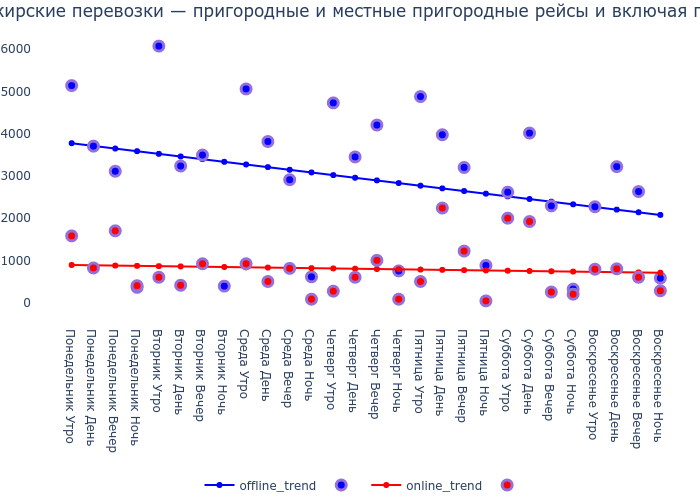 перевозки — пригородные и местные пригородные рейсы и включая
6000
5000
4000
3000
2000
1000
0
Понедельник Утро
Понедельник День
Понедельник Вечер
Понедельник Ночь
Вторник Утро
Вторник День
Вторник Вечер
Вторник Ночь
Среда Утро
Среда День
Среда Вечер
Среда Ночь
Четверг Утро
Четверг День
Четверг Вечер
Четверг Ночь
Пятница Утро
Пятница День
Пятница Вечер
Пятница Ночь
Суббота Утро
Суббота День
Суббота Вечер
Суббота Ночь
Воскресенье Утро
Воскресенье День
Воскресенье Вечер
Воскресенье Ночь
offline_trend
online_trend